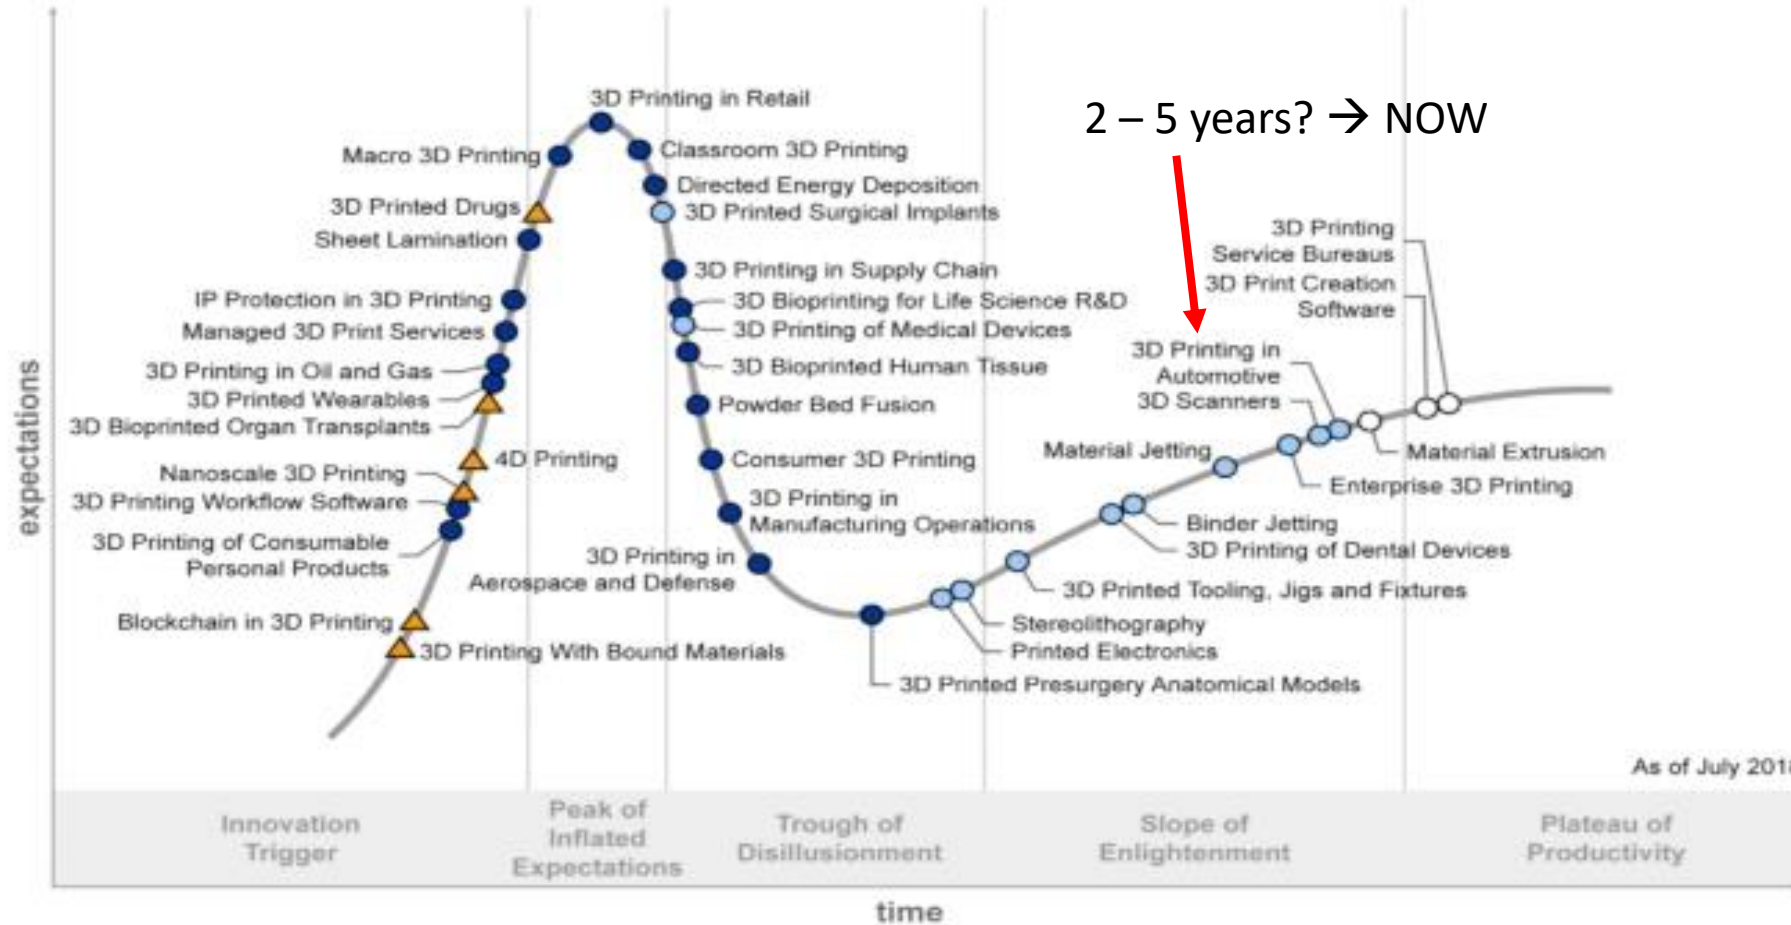 3D Printing in Retail
2 – 5 years? → NOW
Macro 3D Printing
Classroom 3D Printing
Directed Energy Deposition
3D Printed Drugs
3D Printed Surgical Implants
Sheet Lamination
3D Printing
Service Bureaus
3D Print Creation
Software
3D Printing in Supply Chain
IP Protection in 3D Printing
3D Bioprinting for Life Science R&D
Managed 3D Print Services
3D Printing of Medical Devices
3D Printing in
Automotive
3D Printing in Oil and Gas
3D Bioprinted Human Tissue
3D Printed Wearables
3D Scanners
Powder Bed Fusion
3D Bioprinted Organ Transplants
Material Jetting
Material Extrusion
4D Printing
Consumer 3D Printing
Nanoscale 3D Printing
Enterprise 3D Printing
3D Printing Workflow Software
3D Printing in
Manufacturing Operations
Binder Jetting
3D Printing of Consumable
Personal Products
3D Printing of Dental Devices
3D Printing in
Aerospace and Defense
3D Printed Tooling, Jigs and Fixtures
Blockchain in 3D Printing
Stereolithography
3D Printing With Bound Materials
Printed Electronics
3D Printed Presurgery Anatomical Models
expectations
As of July 2018
Innovation
Trigger
Peak of
Inflated
Expectations
Trough of
Disillusionment
Slope of
Enlightenment
Plateau of
Productivity
time